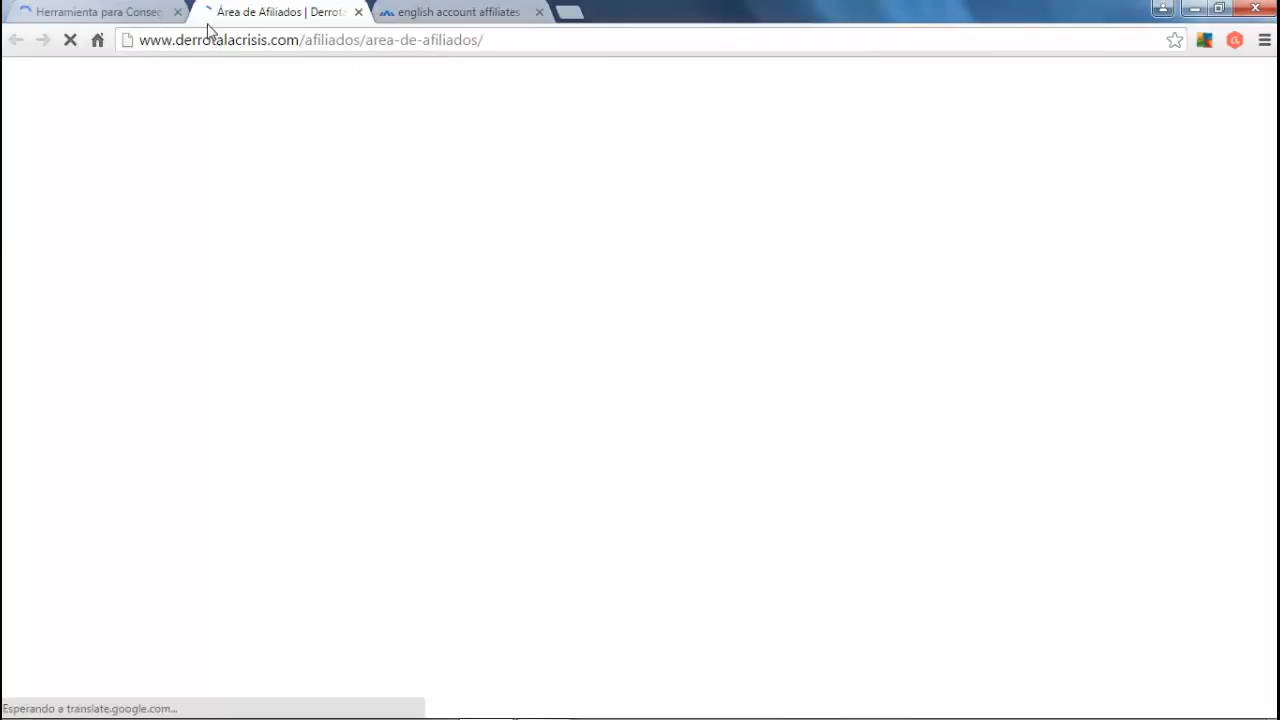 Herramienta para Conseg
Área de Afiliados | Derrota
english account affiliates
www.derrotalacrisis.com/afiliados/area-de-afiliados/
Esperando a translate.google.com...